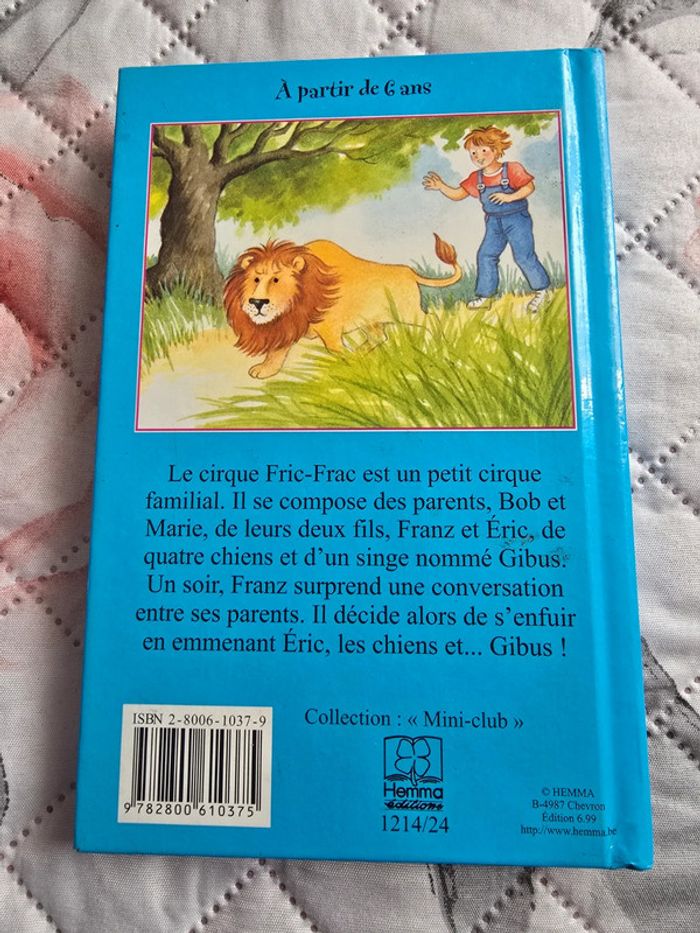 À partir de 6 ans
Le cirque Fric-Frac est un petit cirque
familial. Il se compose des parents, Bob et
Marie, de leurs deux fils, Franz et Éric, de
quatre chiens et d'un singe nommé Gibus.
Un soir, Franz surprend une conversation
entre ses parents. Il décide alors de s'enfuir
en emmenant Éric, les chiens et... Gibus !
ISBN 2-8006-1037-9
9 782800 610375
Collection : « Mini-club »
Hemma
éditions
1214/24
© HEMMA
B-4987 Chevron
Édition 6.99
http://www.hemma.be